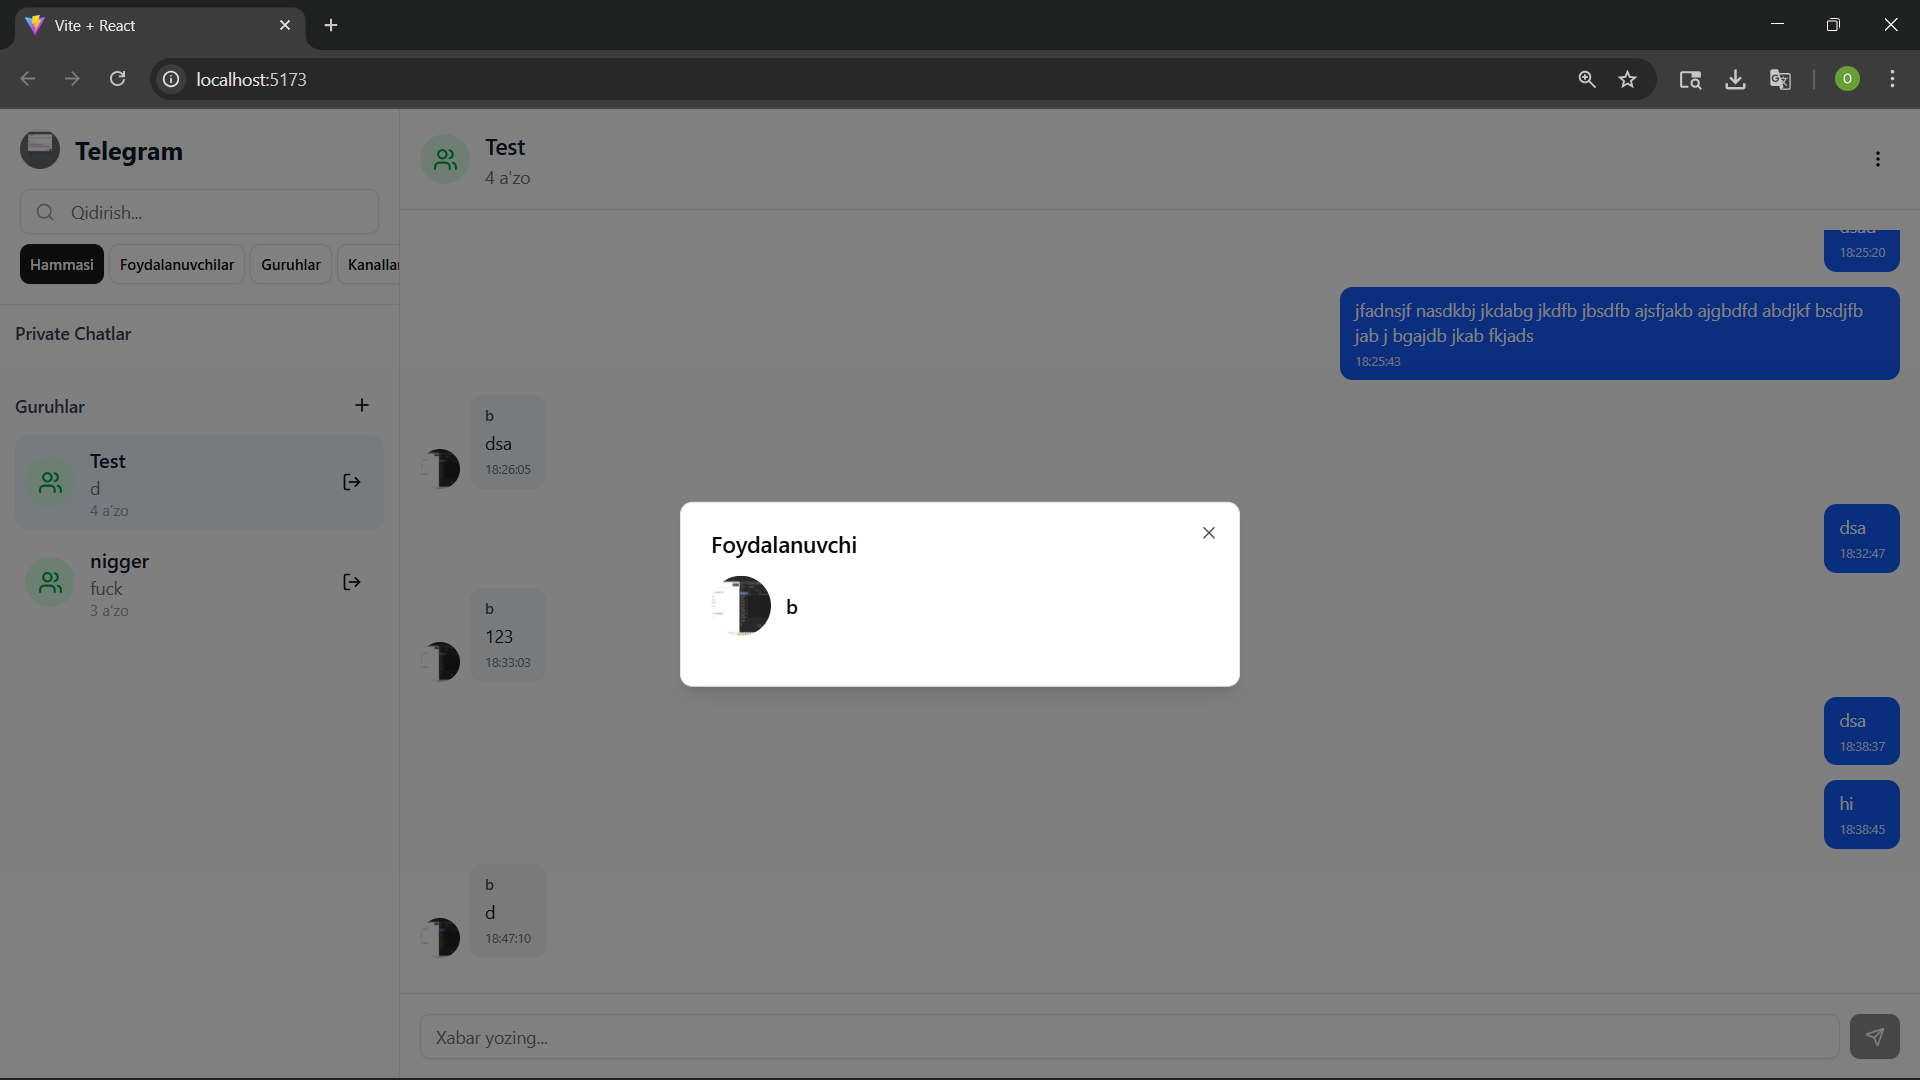 Vite + React
localhost:5173
O
Telegram
Qidirish...
Hammasi
Foydalanuvchilar
Guruhlar
Kanallar
Private Chatlar
Guruhlar
Test
d
4 a'zo
nigger
fuck
3 a'zo
Test
4 a'zo
18:25:20
jfadnsjf nasdkbj jkdabg jkdfb jbsdfb ajsfjakb ajgbdfd abdjkf bsdjfb
jab j bgajdb jkab fkjads
18:25:43
b
dsa
18:26:05
dsa
18:32:47
Foydalanuvchi
b
b
123
18:33:03
dsa
18:38:37
hi
18:38:45
b
d
18:47:10
Xabar yozing...